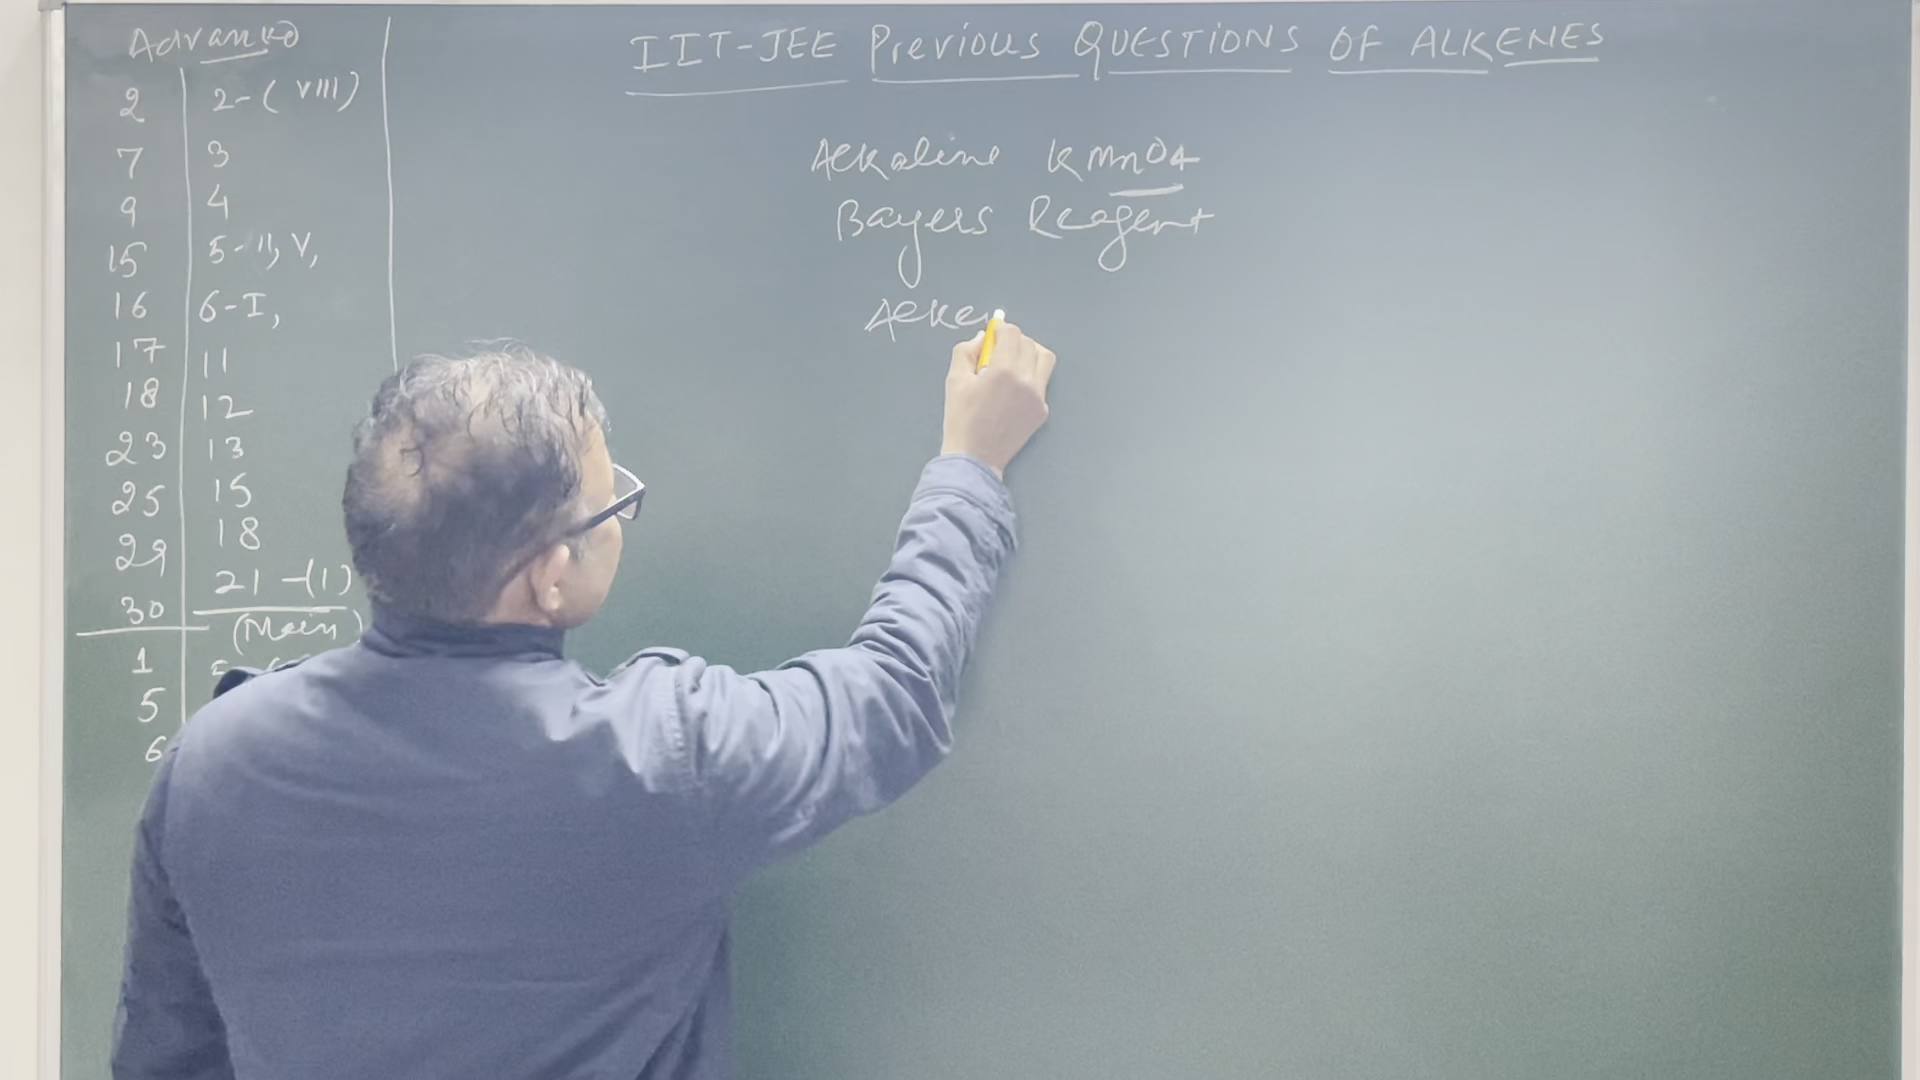 Advanced
IIT-JEE Previous QUESTIONS OF ALKENES
2 2-(VIII)
7 3
9 4
15 5-II, V,
16 6-I,
17 11
18 12
23 13
25 15
29 18
30 21-(1)
(Main)
1 5
5
6
Alkaline KMnO4
Bayers Reagent
Alken